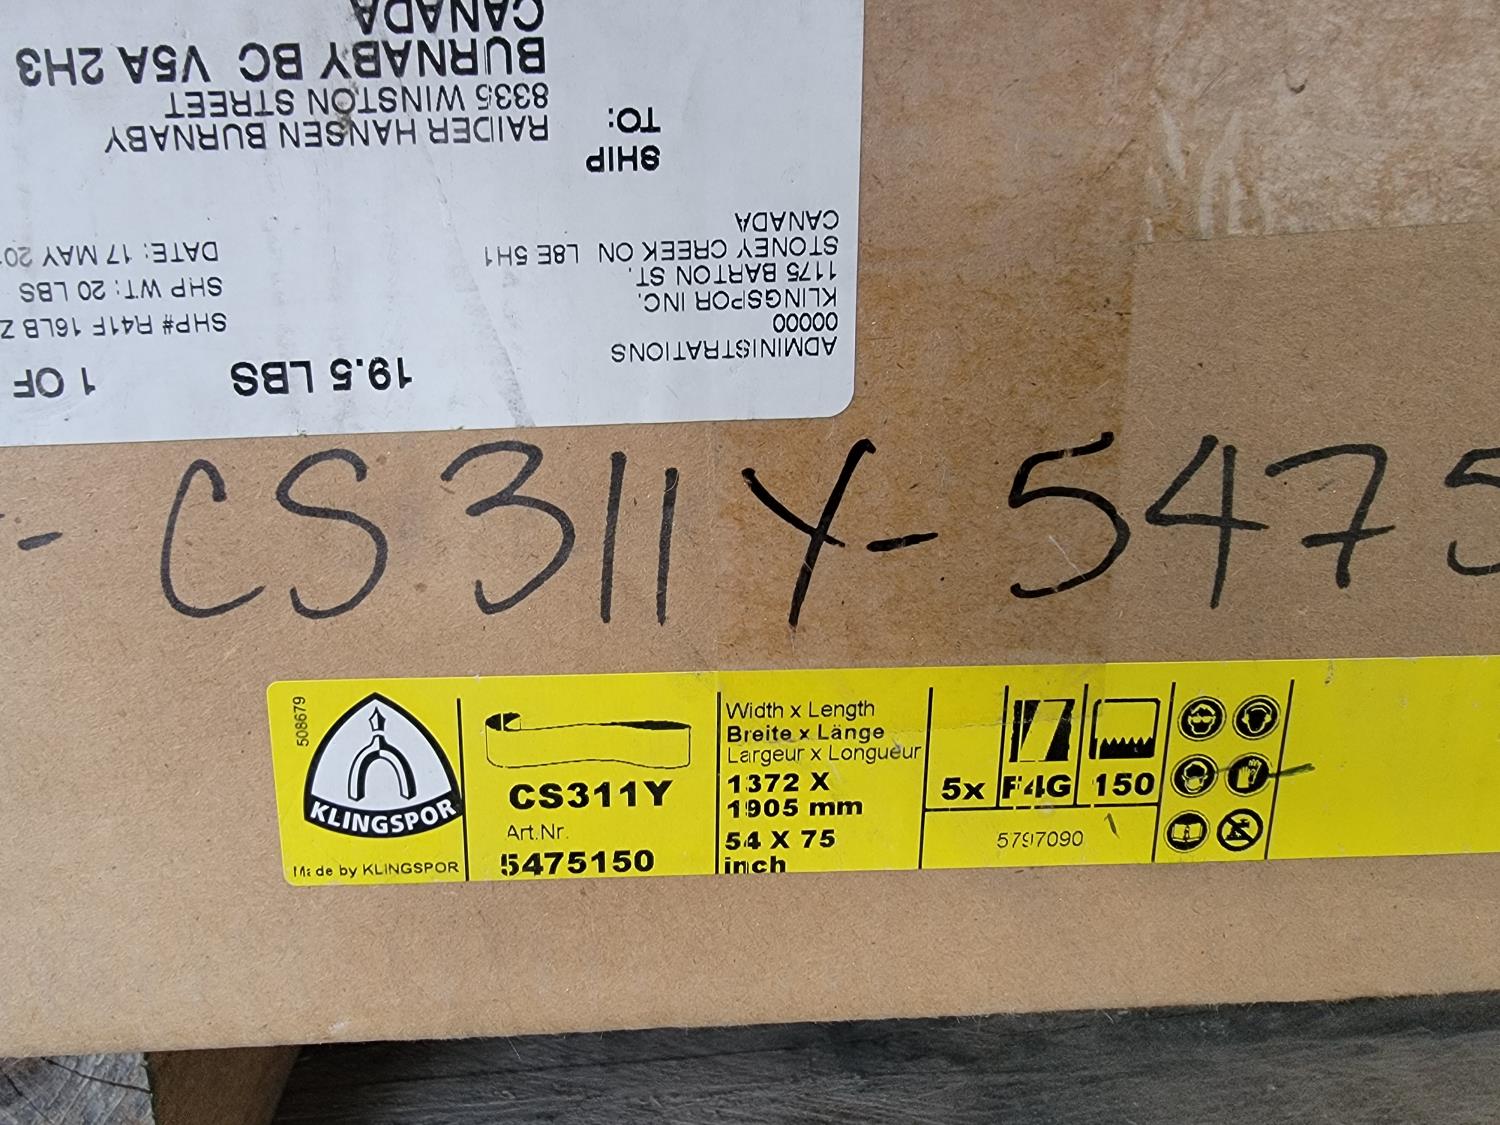 CANADA
BURNABY BC V5A 2H3
8335 WINSTON STREET
RAIDER HANSEN BURNABY
SHIP
TO:
ADMINISTRATIONS
00000
KLINGSPOR INC.
1175 BARTON ST.
STONEY CREEK ON L8E 5H1
CANADA
19.5 LBS
1 OF
SHP# R41F 16LB
SHP WT: 20 LBS
DATE: 17 MAY 201
- CS311Y-5475
508679
KLINGSPOR
Made by KLINGSPOR
CS311Y
Art.Nr.
5475150
Width x Length
Breite x Länge
Largeur x Longueur
1372 X
1905 mm
54 X 75
inch
5x F4G 150
5797090